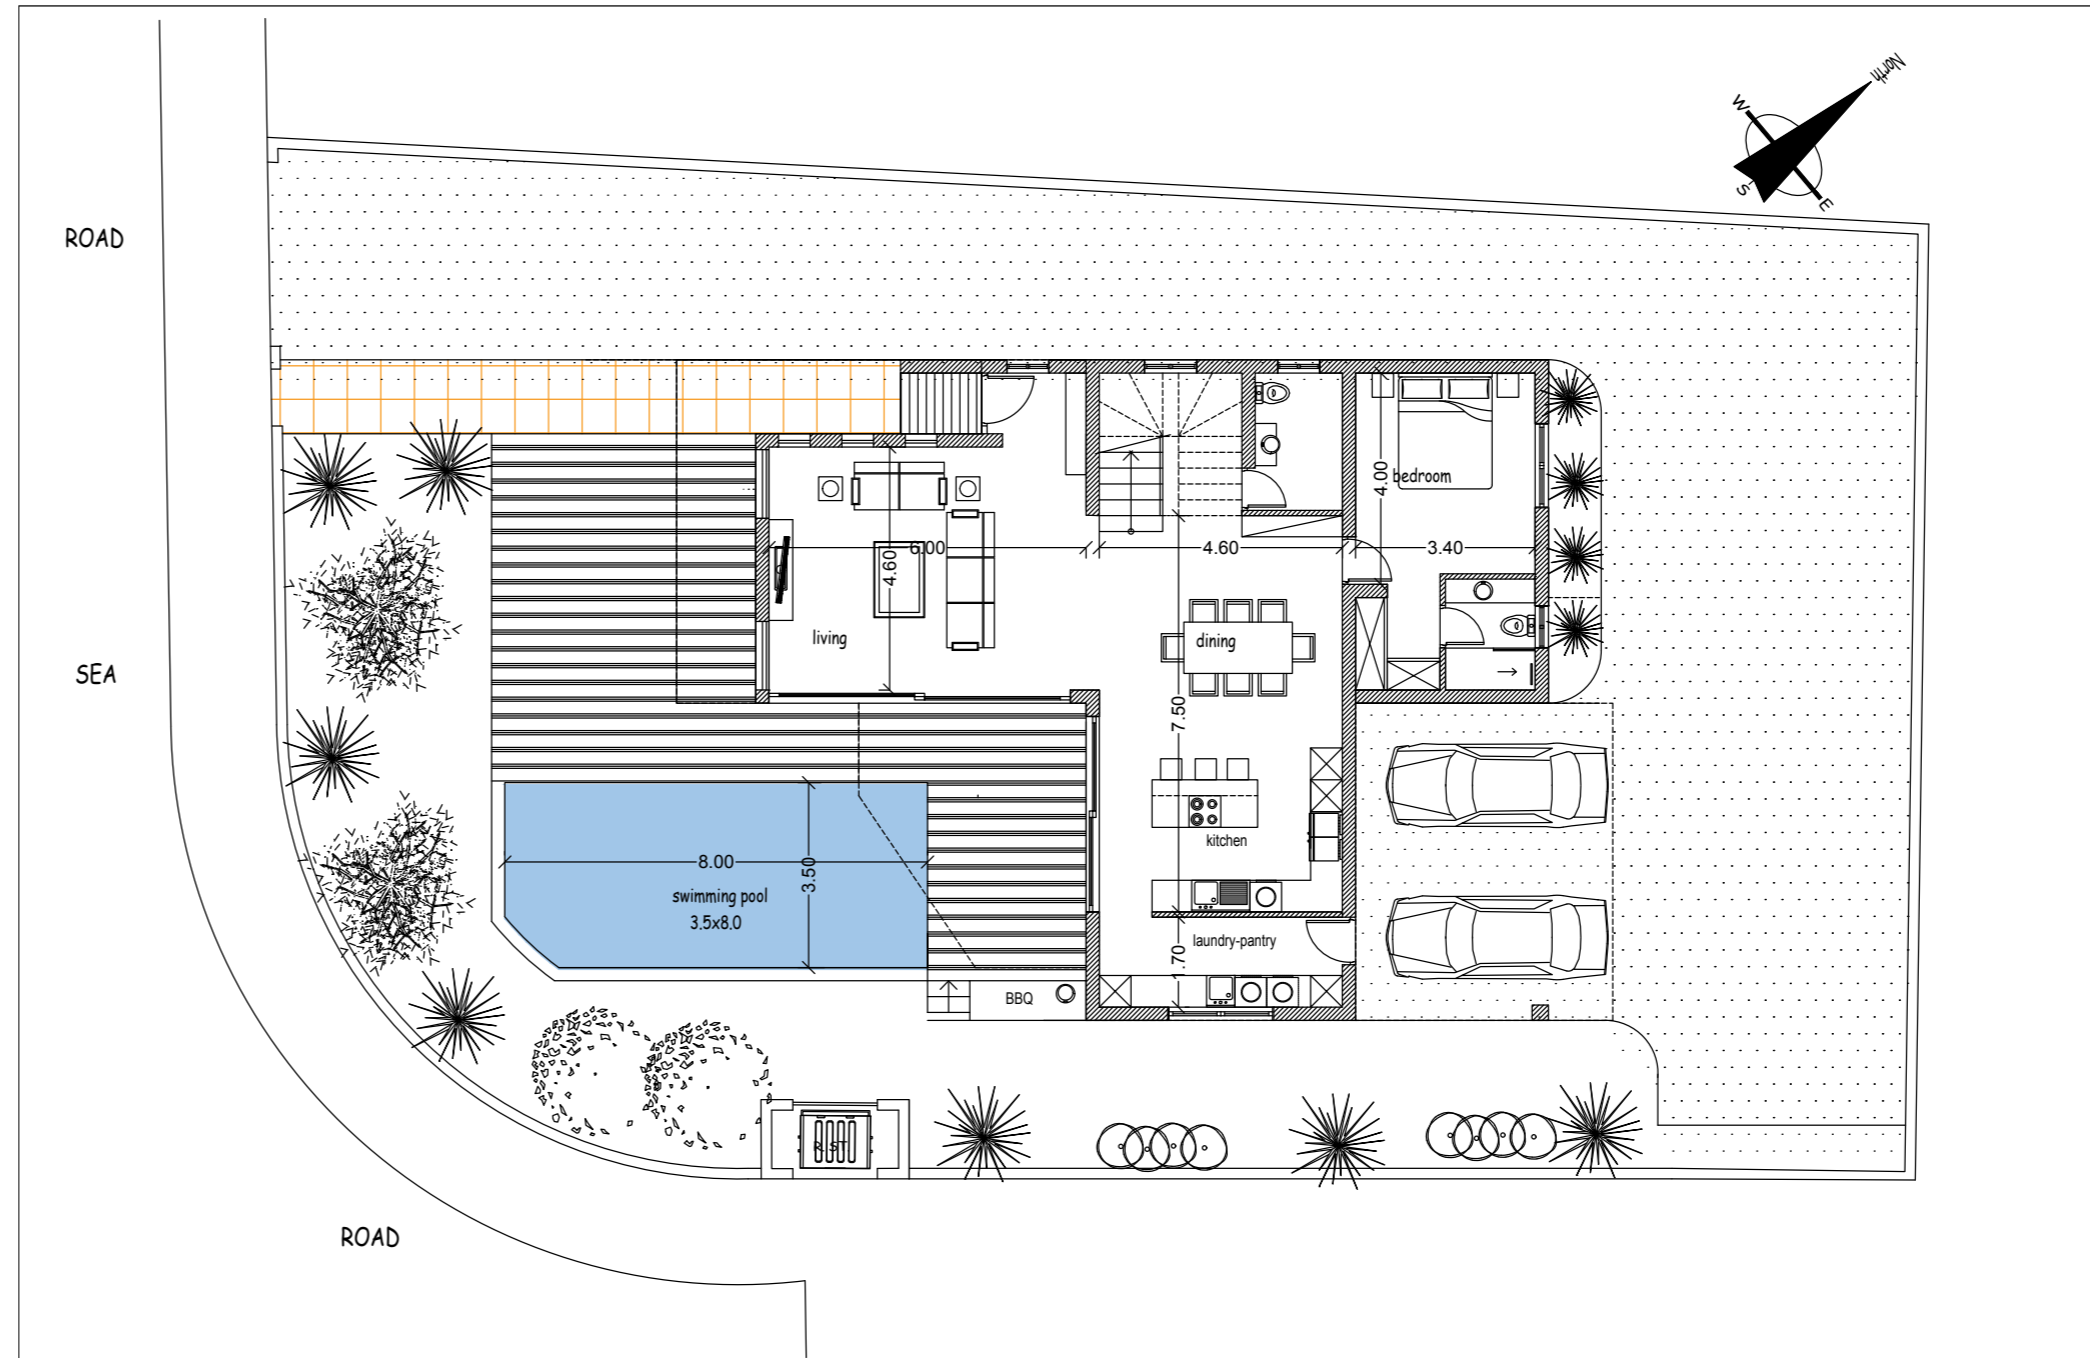 North
W
S
E
ROAD
bedroom
4.00
6.00
4.60
3.40
4.60
living
dining
SEA
7.50
kitchen
8.00
3.50
swimming pool
3.5x8.0
laundry-pantry
1.70
BBQ
R.ST
ROAD